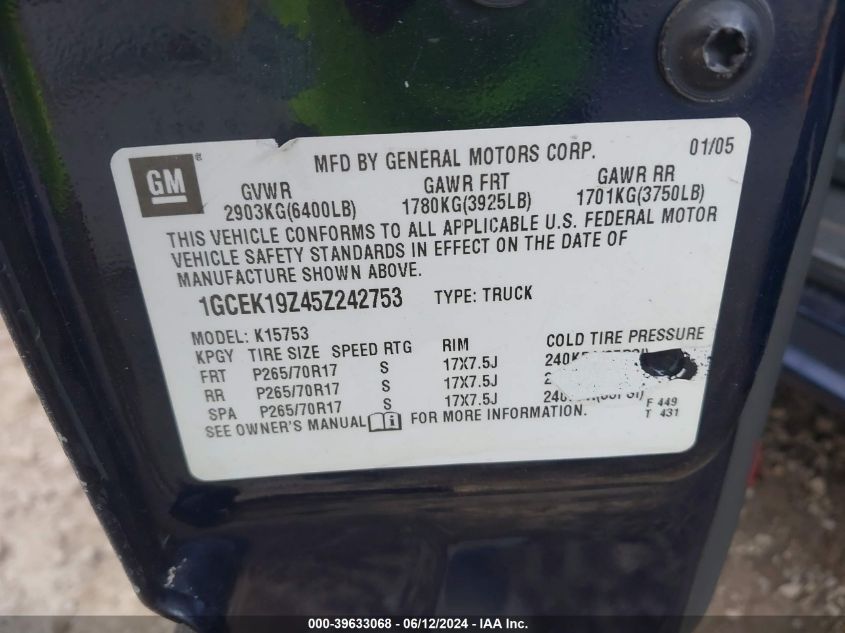 GM ® MFD BY GENERAL MOTORS CORP. 01/05
GVWR GAWR FRT GAWR RR
2903KG(6400LB) 1780KG(3925LB) 1701KG(3750LB)
THIS VEHICLE CONFORMS TO ALL APPLICABLE U.S. FEDERAL MOTOR
VEHICLE SAFETY STANDARDS IN EFFECT ON THE DATE OF
MANUFACTURE SHOWN ABOVE.
1GCEK19Z45Z242753 TYPE: TRUCK
MODEL: K15753
KPGY TIRE SIZE SPEED RTG RIM COLD TIRE PRESSURE
FRT P265/70R17 S 17X7.5J
RR P265/70R17 S 17X7.5J
SPA P265/70R17 S 17X7.5J
F 449
T 431
SEE OWNER'S MANUAL FOR MORE INFORMATION.
000-39633068 - 06/12/2024 - IAA Inc.